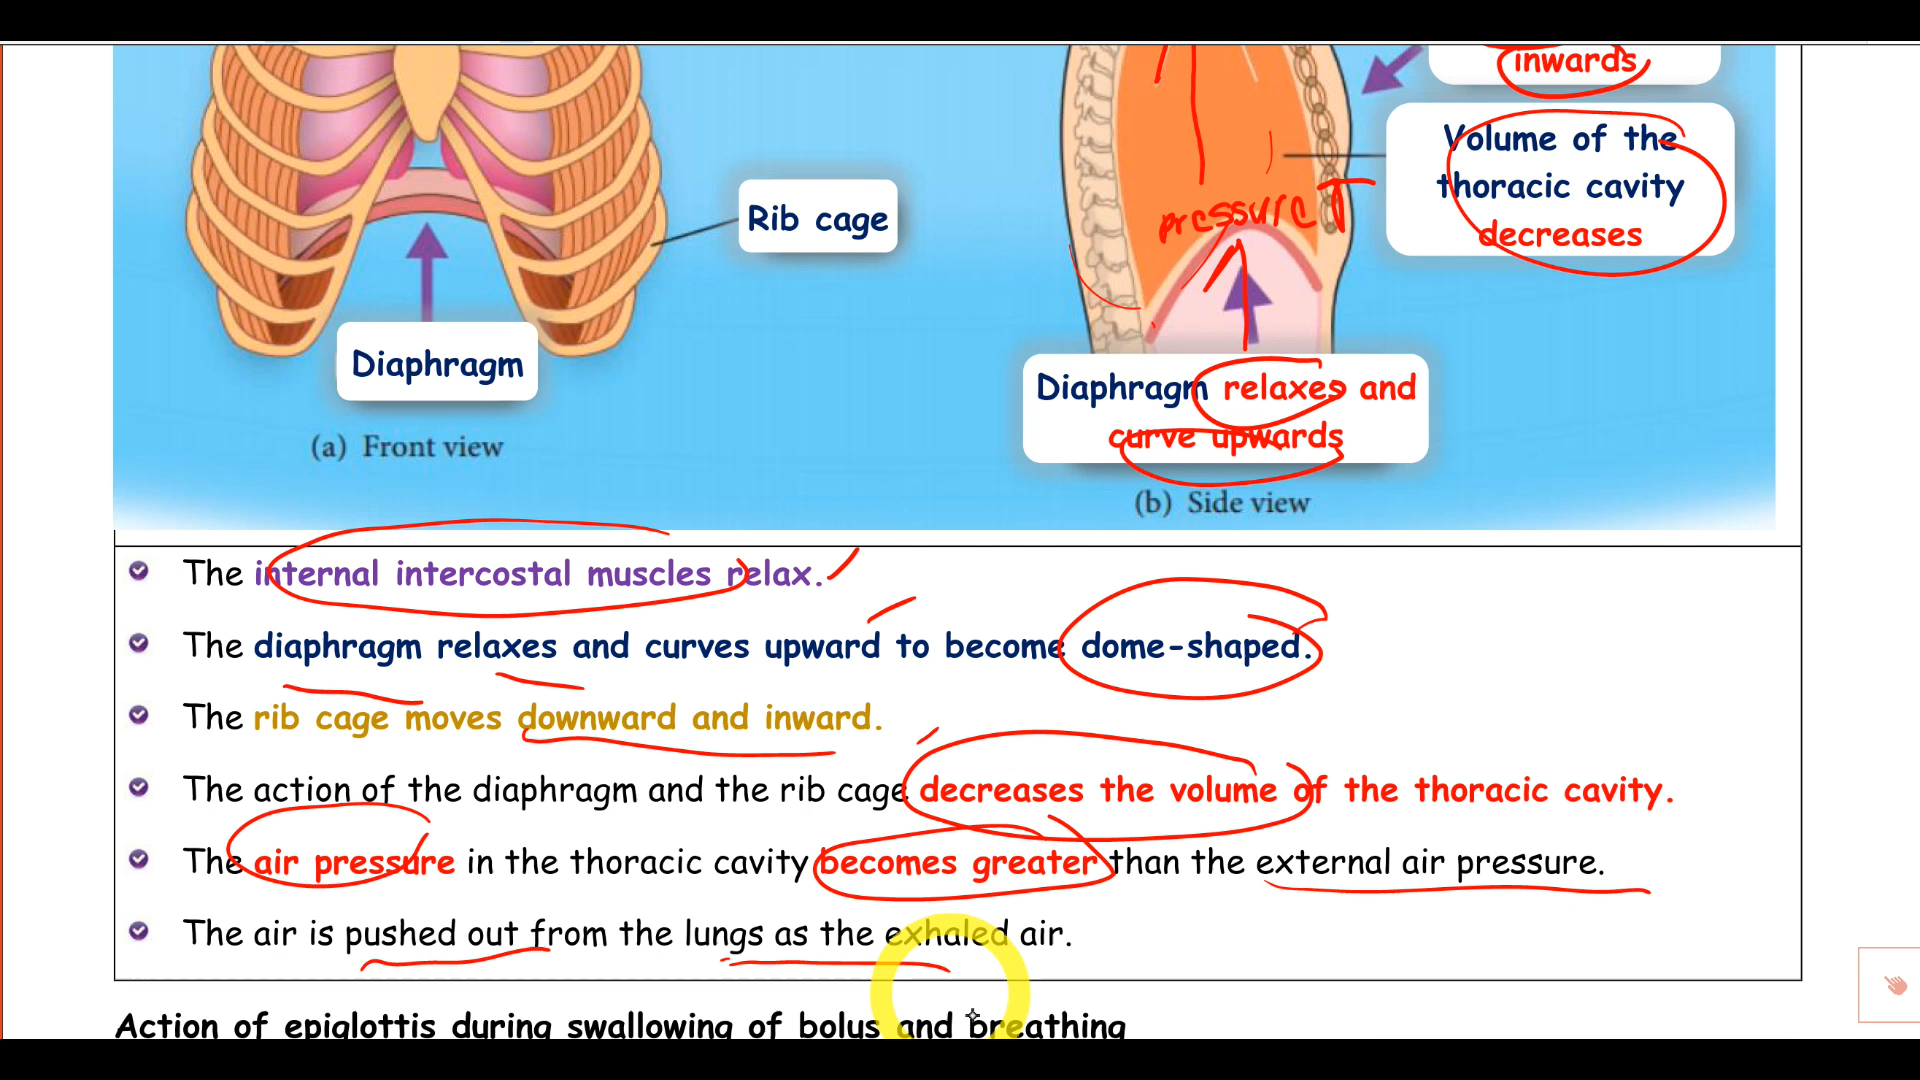 inwards
Volume of the
thoracic cavity
decreases
pressure ↑
Rib cage
Diaphragm
Diaphragm relaxes and
curve upwards
(a) Front view
(b) Side view
The internal intercostal muscles relax.
The diaphragm relaxes and curves upward to become dome-shaped.
The rib cage moves downward and inward.
The action of the diaphragm and the rib cage decreases the volume of the thoracic cavity.
The air pressure in the thoracic cavity becomes greater than the external air pressure.
The air is pushed out from the lungs as the exhaled air.
Action of epiglottis during swallowing of bolus and breathing